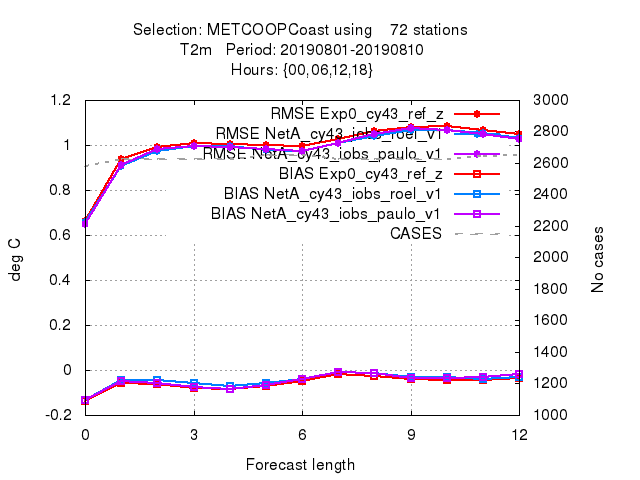 Selection: METCOOPCoast using    72 stations
T2m   Period: 20190801-20190810
Hours: {00,06,12,18}
RMSE Exp0_cy43_ref_z
RMSE NetA_cy43_iobs_roel_v1
RMSE NetA_cy43_iobs_paulo_v1
BIAS Exp0_cy43_ref_z
BIAS NetA_cy43_iobs_roel_v1
BIAS NetA_cy43_iobs_paulo_v1
CASES
deg C
1.2
1
0.8
0.6
0.4
0.2
0
-0.2
3000
2800
2600
2400
2200
2000
1800
1600
1400
1200
1000
No cases
0 3 6 9 12
Forecast length